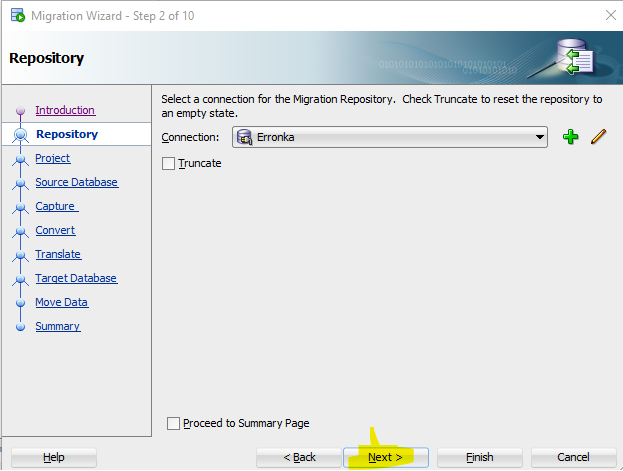 Migration Wizard - Step 2 of 10
Repository
Introduction
Repository
Project
Source Database
Capture
Convert
Translate
Target Database
Move Data
Summary
Select a connection for the Migration Repository. Check Truncate to reset the repository to
an empty state.
Connection: Erronka
Truncate
Proceed to Summary Page
Help < Back Next > Finish Cancel